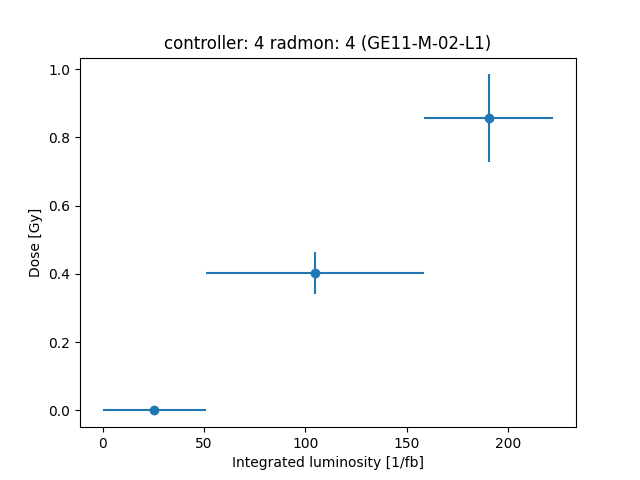 controller: 4 radmon: 4 (GE11-M-02-L1)
1.0
0.8
0.6
0.4
0.2
0.0
Dose [Gy]
0 50 100 150 200
Integrated luminosity [1/fb]